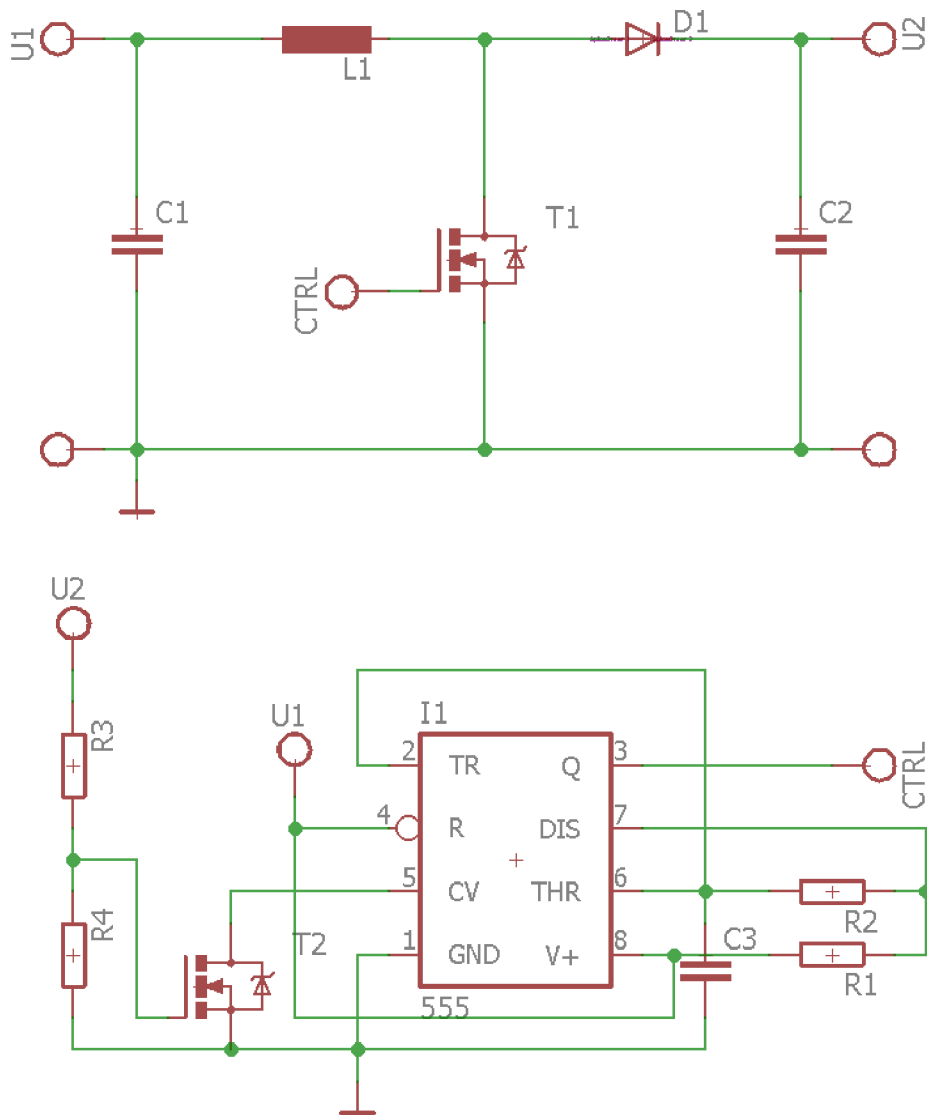 U1
L1
D1
U2
C1
T1
C2
CTRL
U2
R3
U1
I1
2
TR
Q
3
CTRL
4
R
DIS
7
5
CV
THR
6
R2
R4
T2
1
GND
V+
8
C3
R1
555